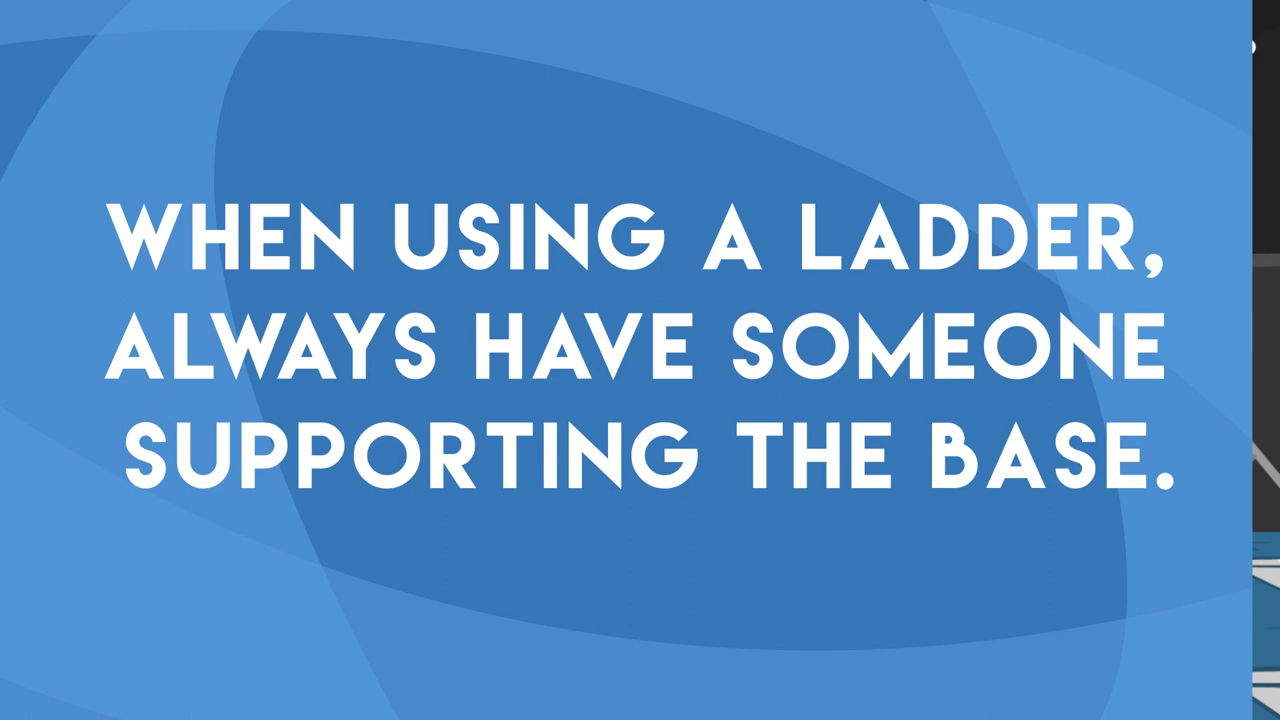 WHEN USING A LADDER,
ALWAYS HAVE SOMEONE
SUPPORTING THE BASE.